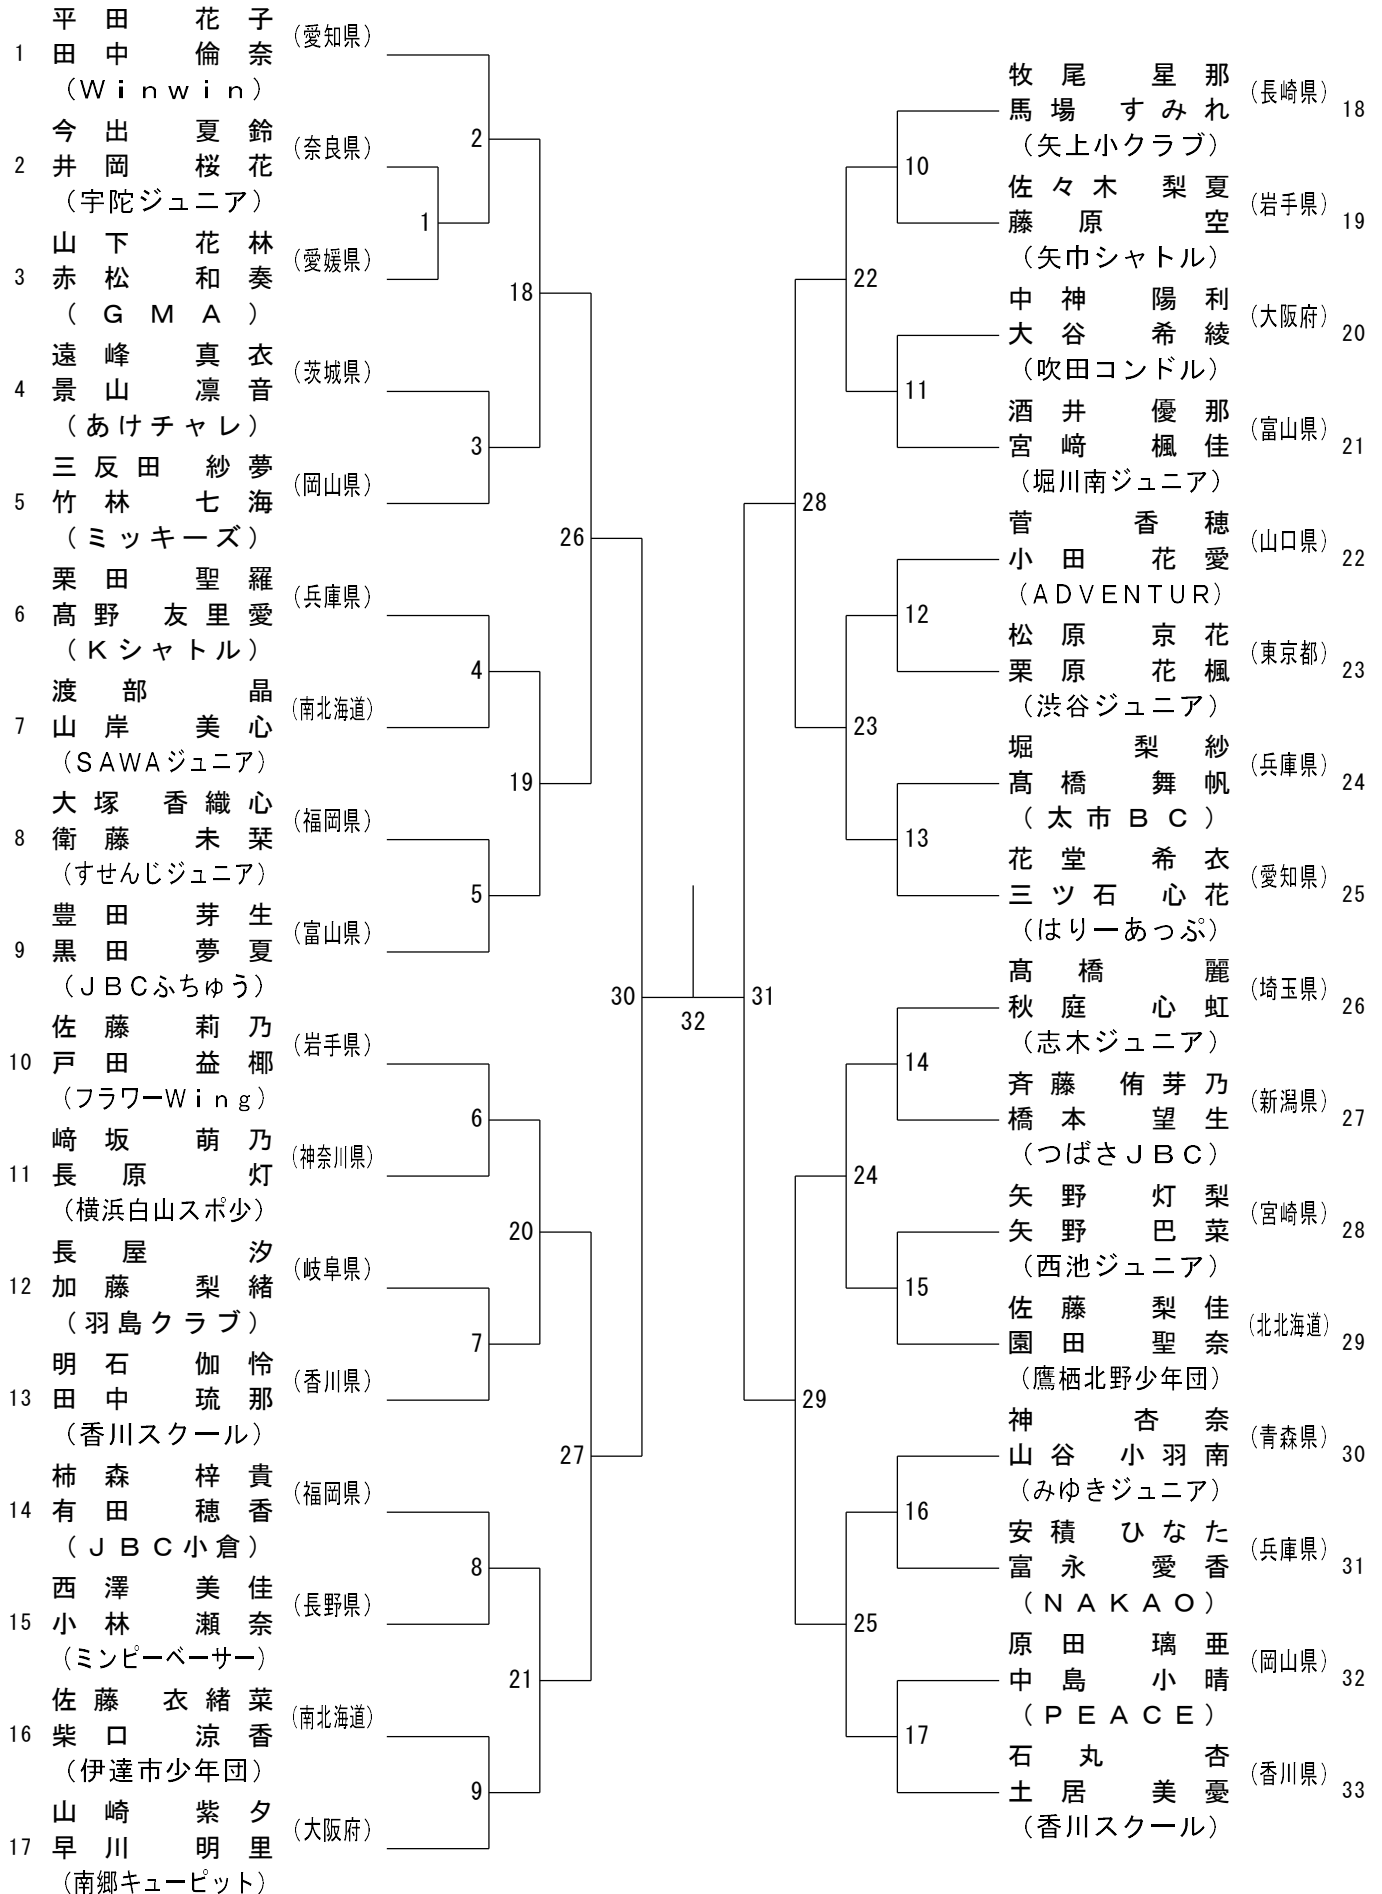 平田 花子
(愛知県)
1 田中 倫奈
(Ｗｉｎｗｉｎ)
今出 夏鈴
(奈良県)
2 井岡 桜花
(宇陀ジュニア)
山下 花林
(愛媛県)
3 赤松 和奏
(ＧＭＡ)
遠峰 真衣
(茨城県)
4 景山 凛音
(あけチャレ)
三反田 紗夢
(岡山県)
5 竹林 七海
(ミッキーズ)
栗田 聖羅
(兵庫県)
6 髙野 友里愛
(Ｋシャトル)
渡部 晶
(南北海道)
7 山岸 美心
(ＳＡＷＡジュニア)
大塚 香織心
(福岡県)
8 衛藤 未栞
(すせんじジュニア)
豊田 芽生
(富山県)
9 黒田 夢夏
(ＪＢＣふちゅう)
佐藤 莉乃
(岩手県)
10 戸田 益椰
(フラワーＷｉｎｇ)
﨑坂 萌乃
(神奈川県)
11 長原 灯
(横浜白山スポ少)
長屋 汐
(岐阜県)
12 加藤 梨緒
(羽島クラブ)
明石 伽怜
(香川県)
13 田中 琉那
(香川スクール)
柿森 梓貴
(福岡県)
14 有田 穂香
(ＪＢＣ小倉)
西澤 美佳
(長野県)
15 小林 瀬奈
(ミンピーベーサー)
佐藤 衣緒菜
(南北海道)
16 柴口 涼香
(伊達市少年団)
山崎 紫夕
(大阪府)
17 早川 明里
(南郷キューピット)
1
2
3
4
5
6
7
8
9
18
19
20
21
26
27
30
32
31
28
29
22
23
24
25
10
11
12
13
14
15
16
17
牧尾 星那
(長崎県)
馬場 すみれ 18
(矢上小クラブ)
佐々木 梨夏
(岩手県)
藤原 空 19
(矢巾シャトル)
中神 陽利
(大阪府)
大谷 希綾 20
(吹田コンドル)
酒井 優那
(富山県)
宮﨑 楓佳 21
(堀川南ジュニア)
菅 香穂
(山口県)
小田 花愛 22
(ＡＤＶＥＮＴＵＲ)
松原 京花
(東京都)
栗原 花楓 23
(渋谷ジュニア)
堀 梨紗
(兵庫県)
髙橋 舞帆 24
(太市ＢＣ)
花堂 希衣
(愛知県)
三ツ石 心花 25
(はりーあっぷ)
髙橋 麗
(埼玉県)
秋庭 心虹 26
(志木ジュニア)
斉藤 侑芽乃
(新潟県)
橋本 望生 27
(つばさＪＢＣ)
矢野 灯梨
(宮崎県)
矢野 巴菜 28
(西池ジュニア)
佐藤 梨佳
(北北海道)
園田 聖奈 29
(鷹栖北野少年団)
神 杏奈
(青森県)
山谷 小羽南 30
(みゆきジュニア)
安積 ひなた
(兵庫県)
富永 愛香 31
(ＮＡＫＡＯ)
原田 璃亜
(岡山県)
中島 小晴 32
(ＰＥＡＣＥ)
石丸 杏
(香川県)
土居 美憂 33
(香川スクール)